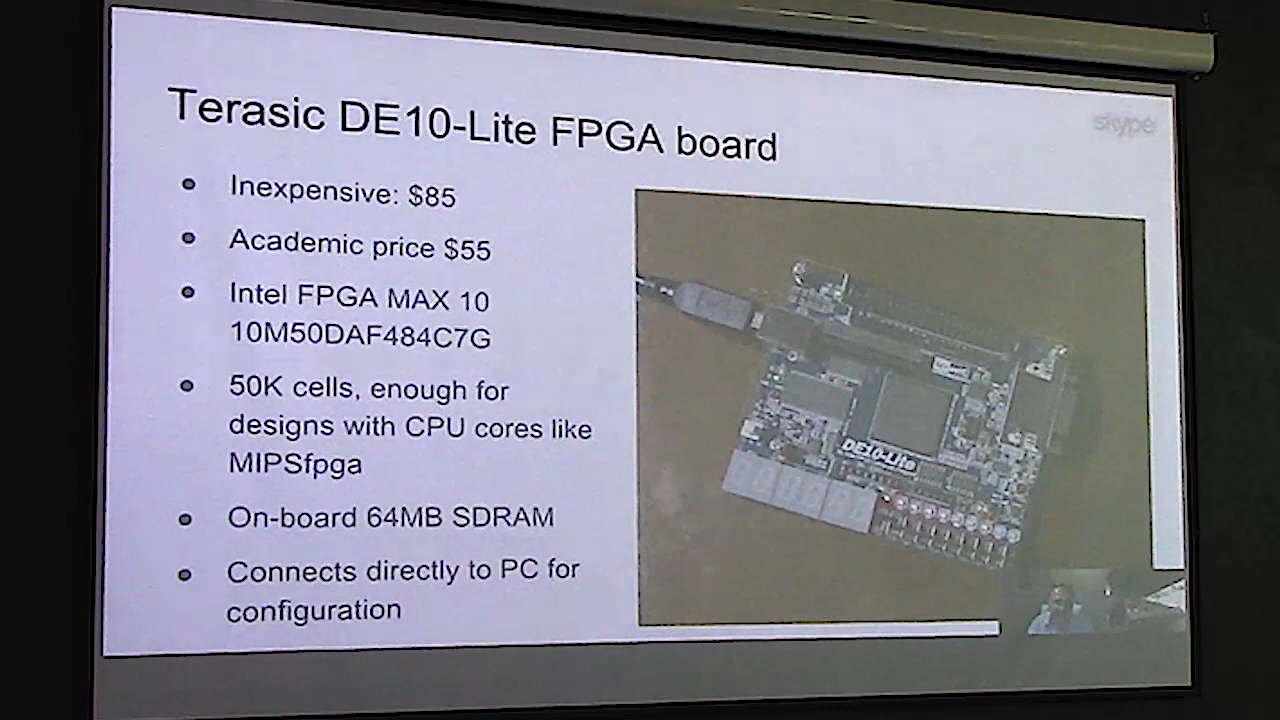 Terasic DE10-Lite FPGA board
skype
Inexpensive: $85
Academic price $55
Intel FPGA MAX 10
10M50DAF484C7G
50K cells, enough for
designs with CPU cores like
MIPSfpga
On-board 64MB SDRAM
Connects directly to PC for
configuration
DE10-Lite